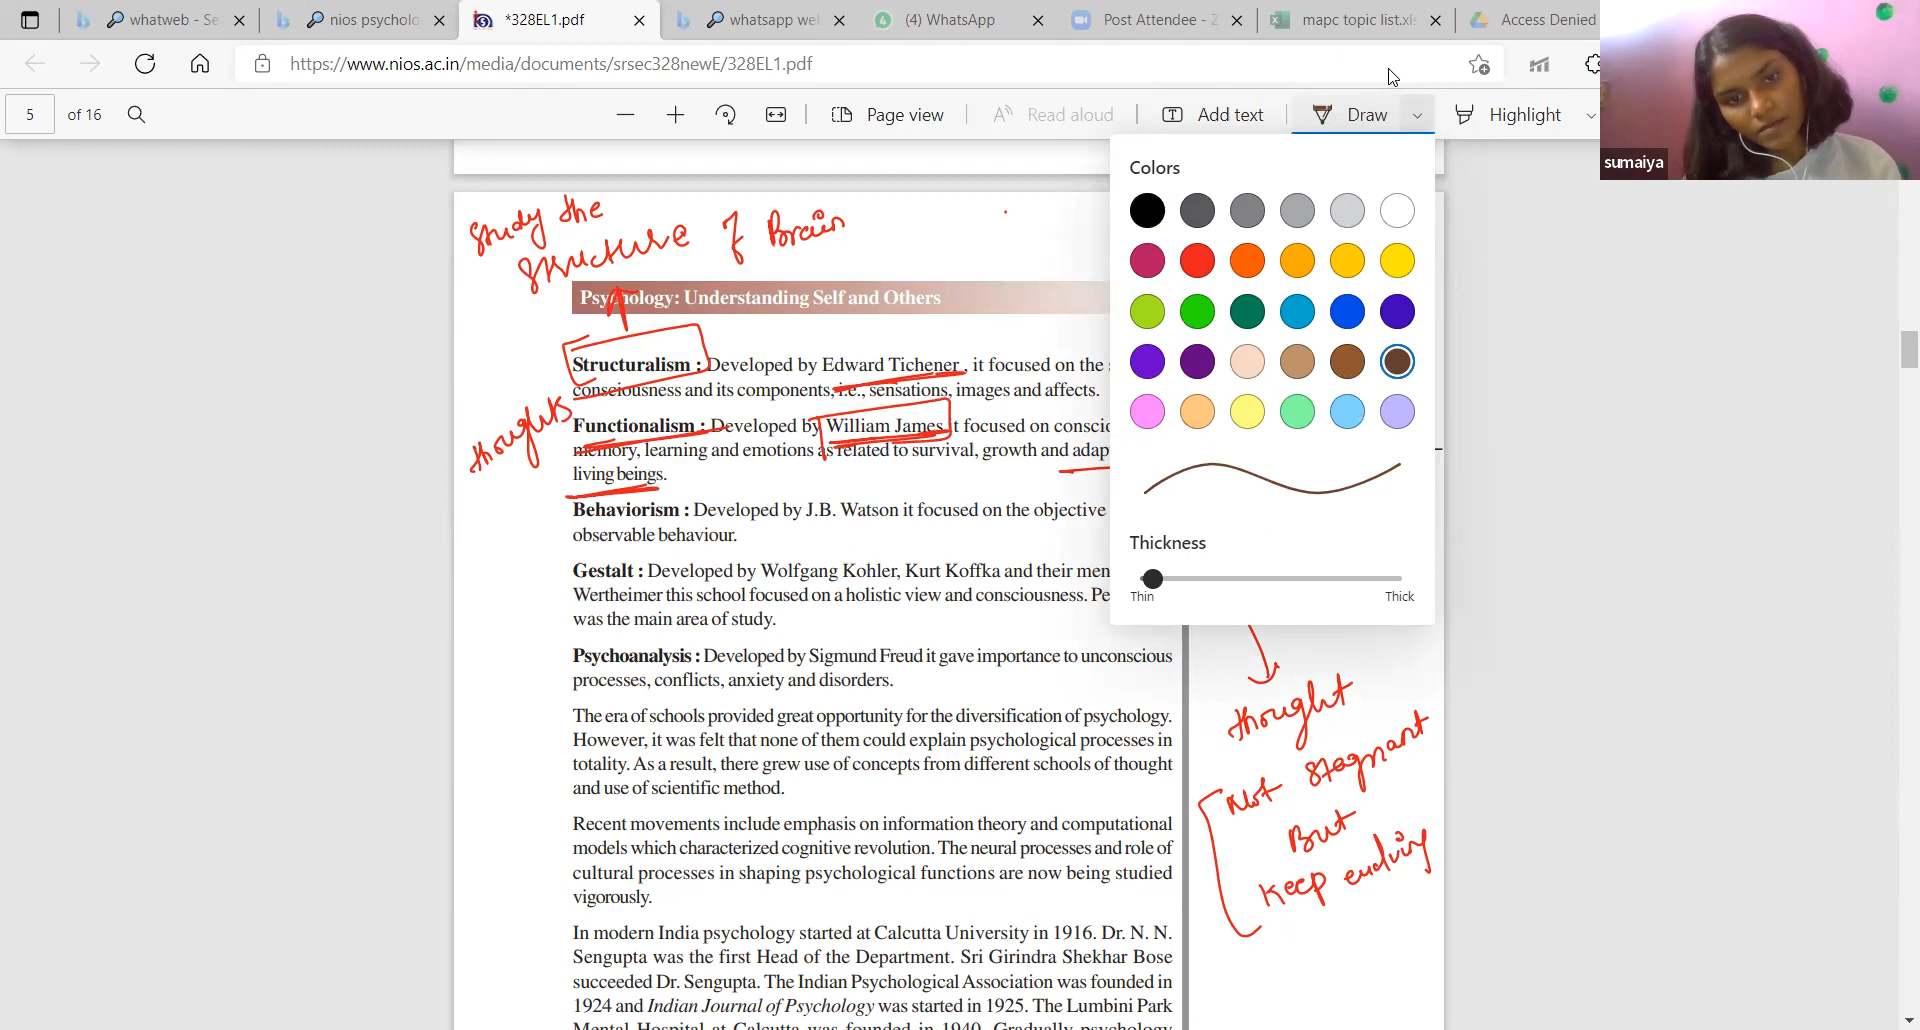 whatweb - Se
nios psycholo
*328EL1.pdf
whatsapp we
(4) WhatsApp
Post Attendee - Z
mapc topic list.xls
Access Denied
https://www.nios.ac.in/media/documents/srsec328newE/328EL1.pdf
5 of 16
Page view
Read aloud
Add text
Draw
Highlight
sumaiya
Colors
Thickness
Thin
Thick
Study the
structure of Brain
Psychology: Understanding Self and Others
Structuralism : Developed by Edward Tichener , it focused on the
consciousness and its components, i.e., sensations, images and affects.
thoughts
Functionalism : Developed by William James it focused on consc
memory, learning and emotions as related to survival, growth and adap
living beings.
Behaviorism : Developed by J.B. Watson it focused on the objective
observable behaviour.
Gestalt : Developed by Wolfgang Kohler, Kurt Koffka and their men
Wertheimer this school focused on a holistic view and consciousness. Pe
was the main area of study.
Psychoanalysis : Developed by Sigmund Freud it gave importance to unconscious
processes, conflicts, anxiety and disorders.
The era of schools provided great opportunity for the diversification of psychology.
However, it was felt that none of them could explain psychological processes in
totality. As a result, there grew use of concepts from different schools of thought
and use of scientific method.
Recent movements include emphasis on information theory and computational
models which characterized cognitive revolution. The neural processes and role of
cultural processes in shaping psychological functions are now being studied
vigorously.
In modern India psychology started at Calcutta University in 1916. Dr. N. N.
Sengupta was the first Head of the Department. Sri Girindra Shekhar Bose
succeeded Dr. Sengupta. The Indian Psychological Association was founded in
1924 and Indian Journal of Psychology was started in 1925. The Lumbini Park
Mental Hospital at Calcutta was founded in 1940. Gradually psychology
thought
Not stagnant
But
Keep evolving